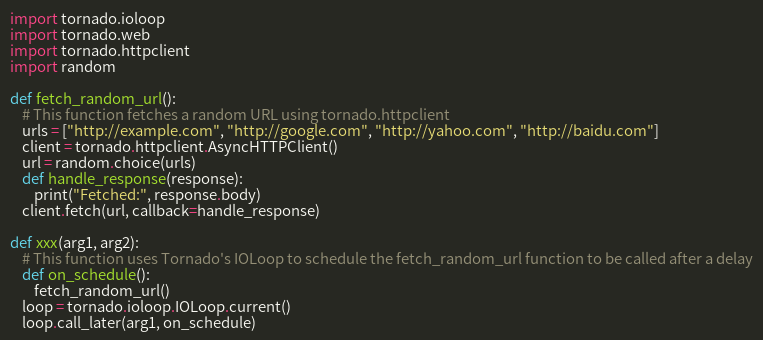 import tornado.ioloop
import tornado.web
import tornado.httpclient
import random

def fetch_random_url():
    # This function fetches a random URL using tornado.httpclient
    urls = ["http://example.com", "http://google.com", "http://yahoo.com", "http://baidu.com"]
    client = tornado.httpclient.AsyncHTTPClient()
    url = random.choice(urls)
    def handle_response(response):
        print("Fetched:", response.body)
    client.fetch(url, callback=handle_response)

def xxx(arg1, arg2):
    # This function uses Tornado's IOLoop to schedule the fetch_random_url function to be called after a delay
    def on_schedule():
        fetch_random_url()
    loop = tornado.ioloop.IOLoop.current()
    loop.call_later(arg1, on_schedule)